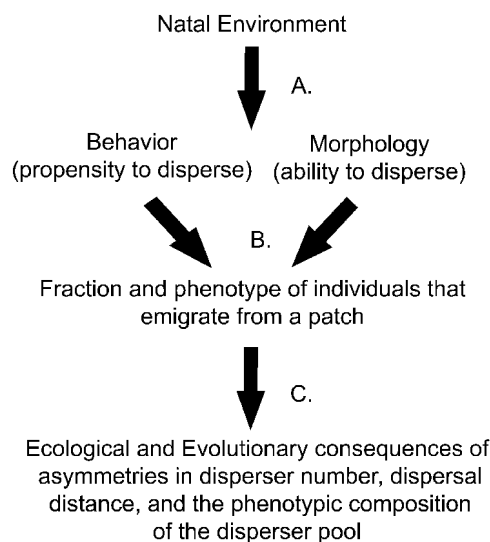 Natal Environment
A.
Behavior
(propensity to disperse)
Morphology
(ability to disperse)
B.
Fraction and phenotype of individuals that
emigrate from a patch
C.
Ecological and Evolutionary consequences of
asymmetries in disperser number, dispersal
distance, and the phenotypic composition
of the disperser pool